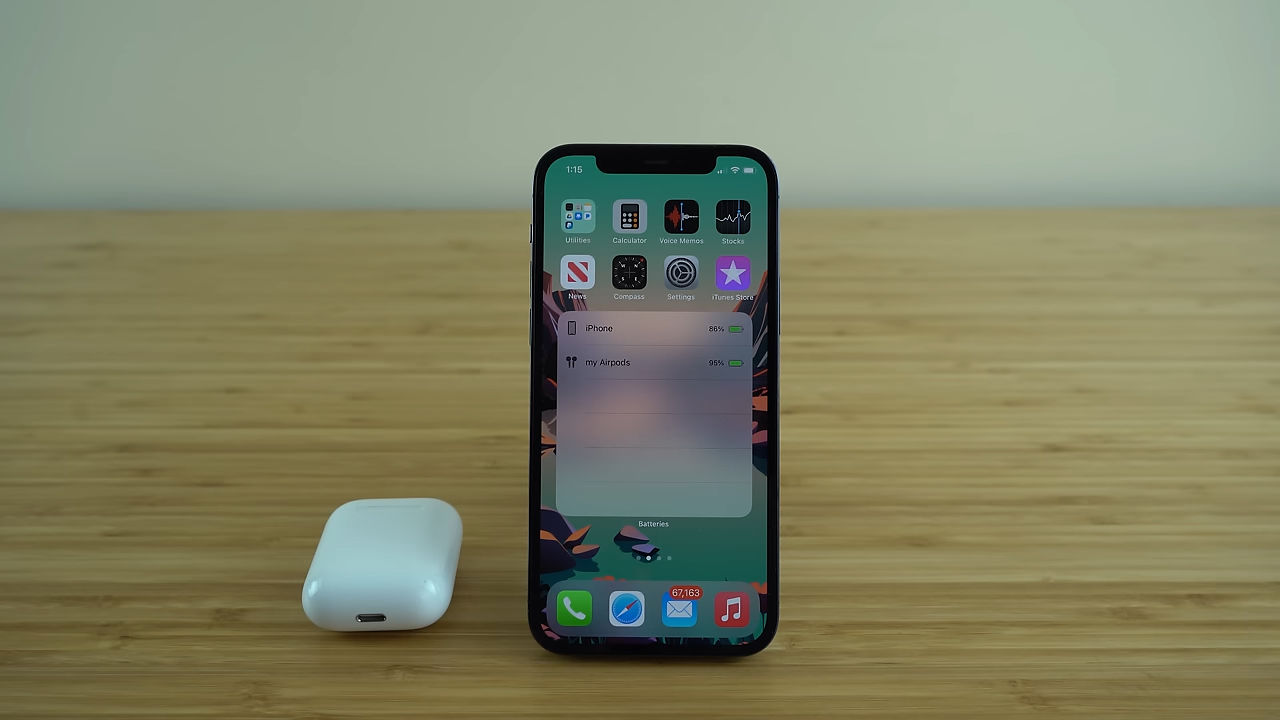 1:15
Utilities Calculator Voice Memos Stocks
News Compass Settings iTunes Store
iPhone 86%
my Airpods 95%
Batteries
67,163